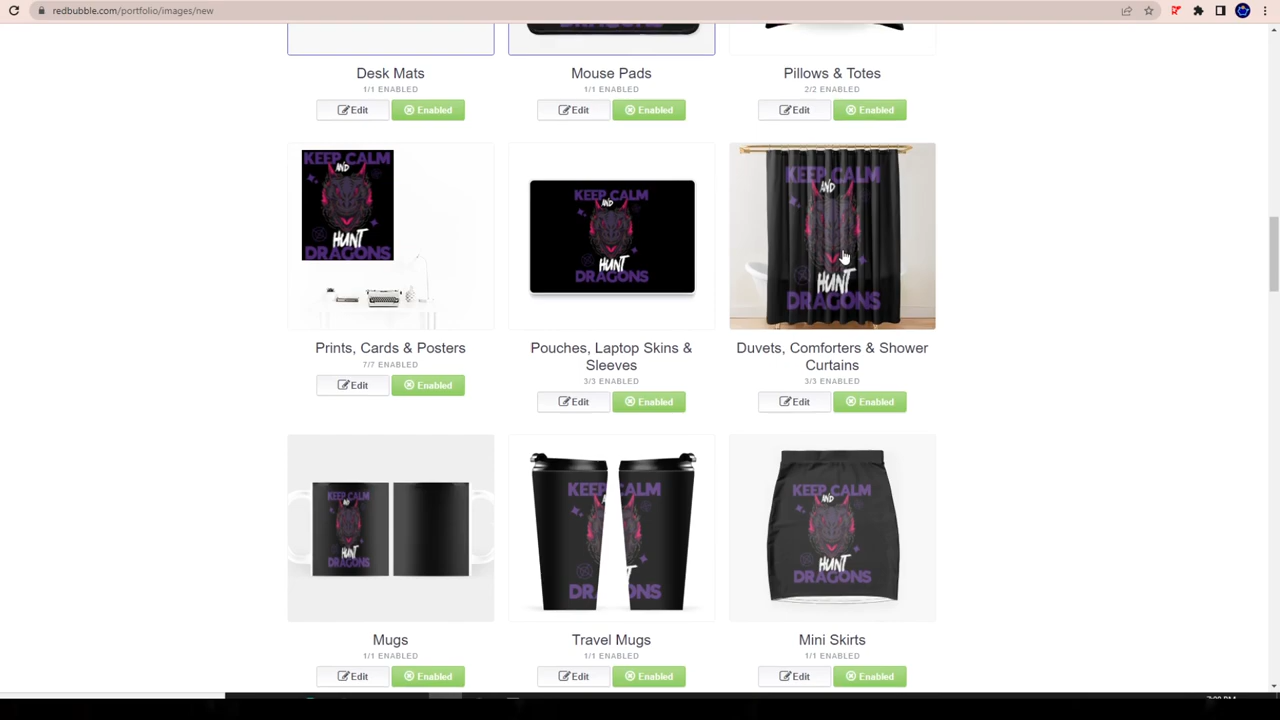 redbubble.com/portfolio/images/new
DRAGONS
Desk Mats
1/1 ENABLED
Edit
Enabled
Mouse Pads
1/1 ENABLED
Edit
Enabled
Pillows & Totes
2/2 ENABLED
Edit
Enabled
KEEP CALM
AND
HUNT
DRAGONS
Prints, Cards & Posters
7/7 ENABLED
Edit
Enabled
KEEP CALM
AND
HUNT
DRAGONS
Pouches, Laptop Skins &
Sleeves
3/3 ENABLED
Edit
Enabled
KEEP CALM
AND
HUNT
DRAGONS
Duvets, Comforters & Shower
Curtains
3/3 ENABLED
Edit
Enabled
KEEP CALM
AND
HUNT
DRAGONS
Mugs
1/1 ENABLED
Edit
Enabled
KEEP CALM
AND
DRAGONS
Travel Mugs
1/1 ENABLED
Edit
Enabled
KEEP CALM
AND
HUNT
DRAGONS
Mini Skirts
1/1 ENABLED
Edit
Enabled